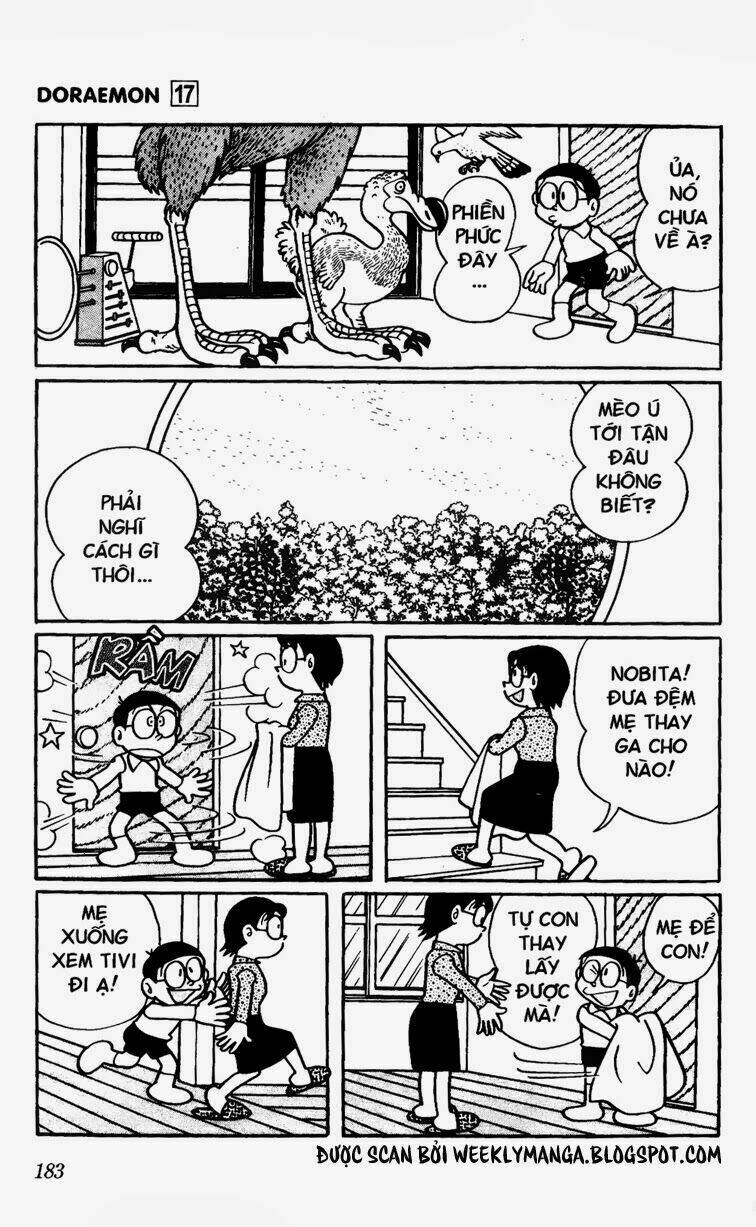 DORAEMON 17
ỦA,
NÓ
CHƯA
VỀ À?
PHIỀN
PHỨC
ĐÂY
...
MÈO Ú
TỚI TẬN
ĐÂU
KHÔNG
BIẾT?
PHẢI
NGHĨ
CÁCH GÌ
THÔI...
NOBITA!
ĐƯA ĐỆM
MẸ THAY
GA CHO
NÀO!
RẦM
MẸ ĐỂ
CON!
TỰ CON
THAY
LẤY
ĐƯỢC
MÀ!
MẸ
XUỐNG
XEM TIVI
ĐI Ạ!
183
ĐƯỢC SCAN BỞI WEEKLYMANGA.BLOGSPOT.COM